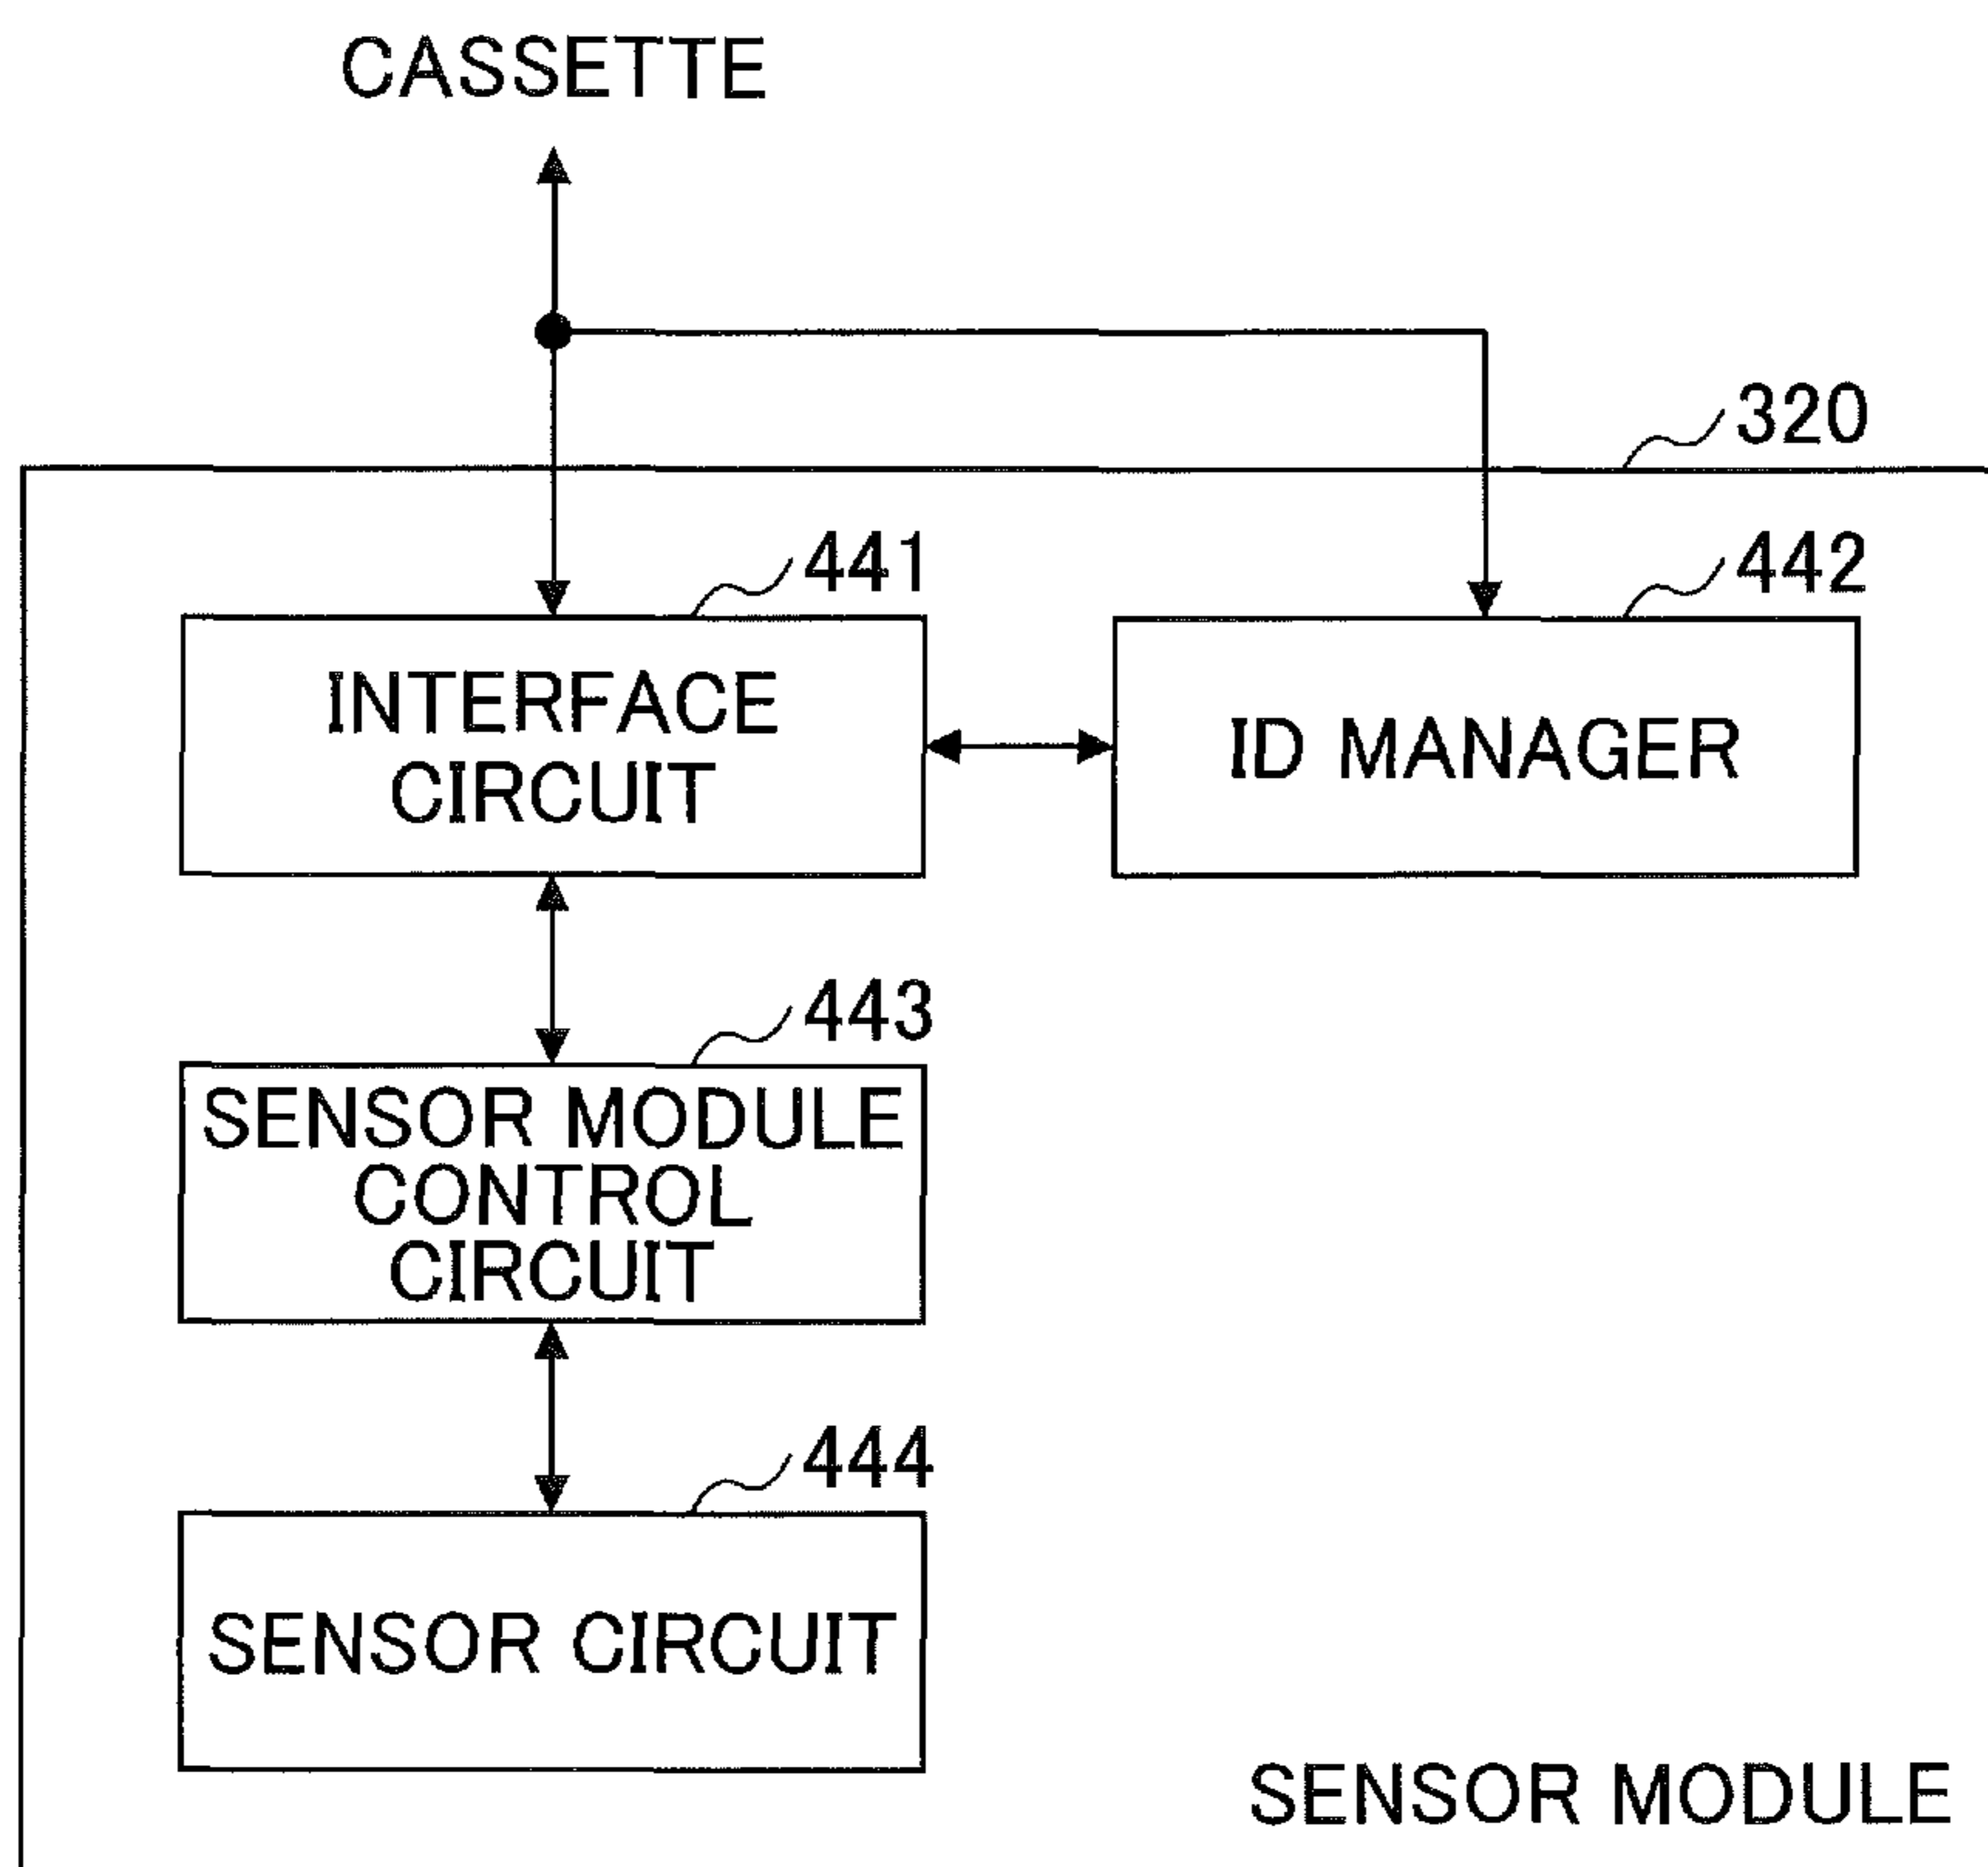 CASSETTE
320
441
442
INTERFACE
CIRCUIT
ID MANAGER
443
SENSOR MODULE
CONTROL
CIRCUIT
444
SENSOR CIRCUIT
SENSOR MODULE